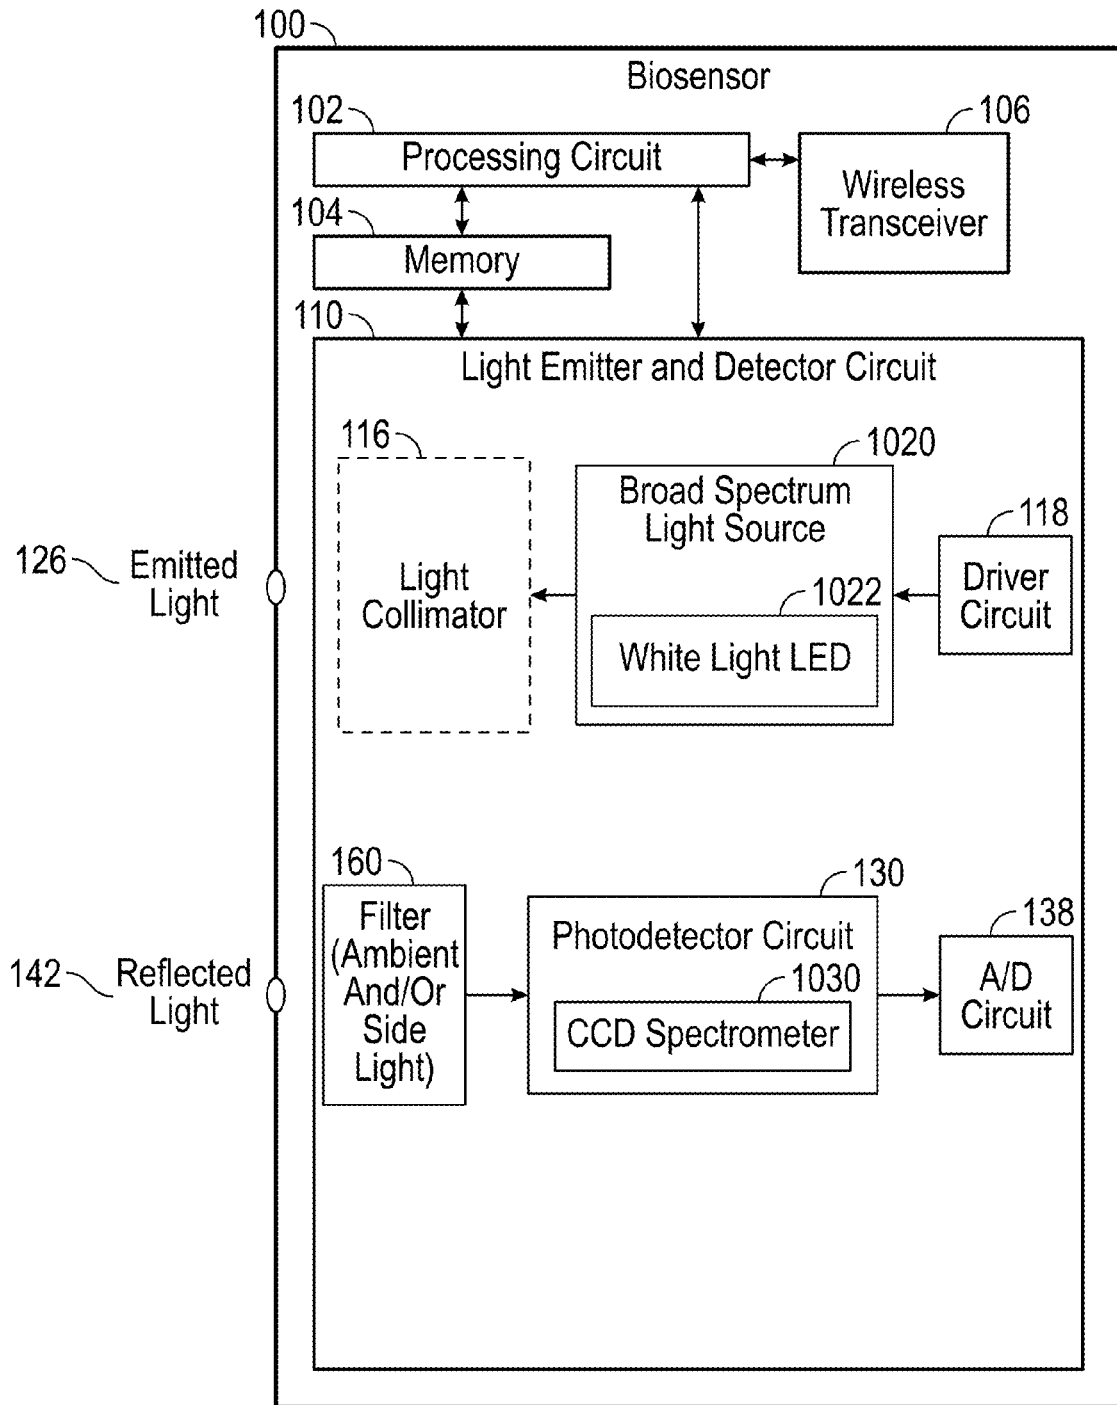 100
Biosensor
102
106
Processing Circuit
Wireless
Transceiver
104
Memory
110
Light Emitter and Detector Circuit
116
1020
Broad Spectrum
Light Source
118
126
Emitted
Light
Light
Collimator
1022
White Light LED
Driver
Circuit
160
130
Filter
(Ambient
And/Or
Side
Light)
Photodetector Circuit
138
142
Reflected
Light
1030
CCD Spectrometer
A/D
Circuit